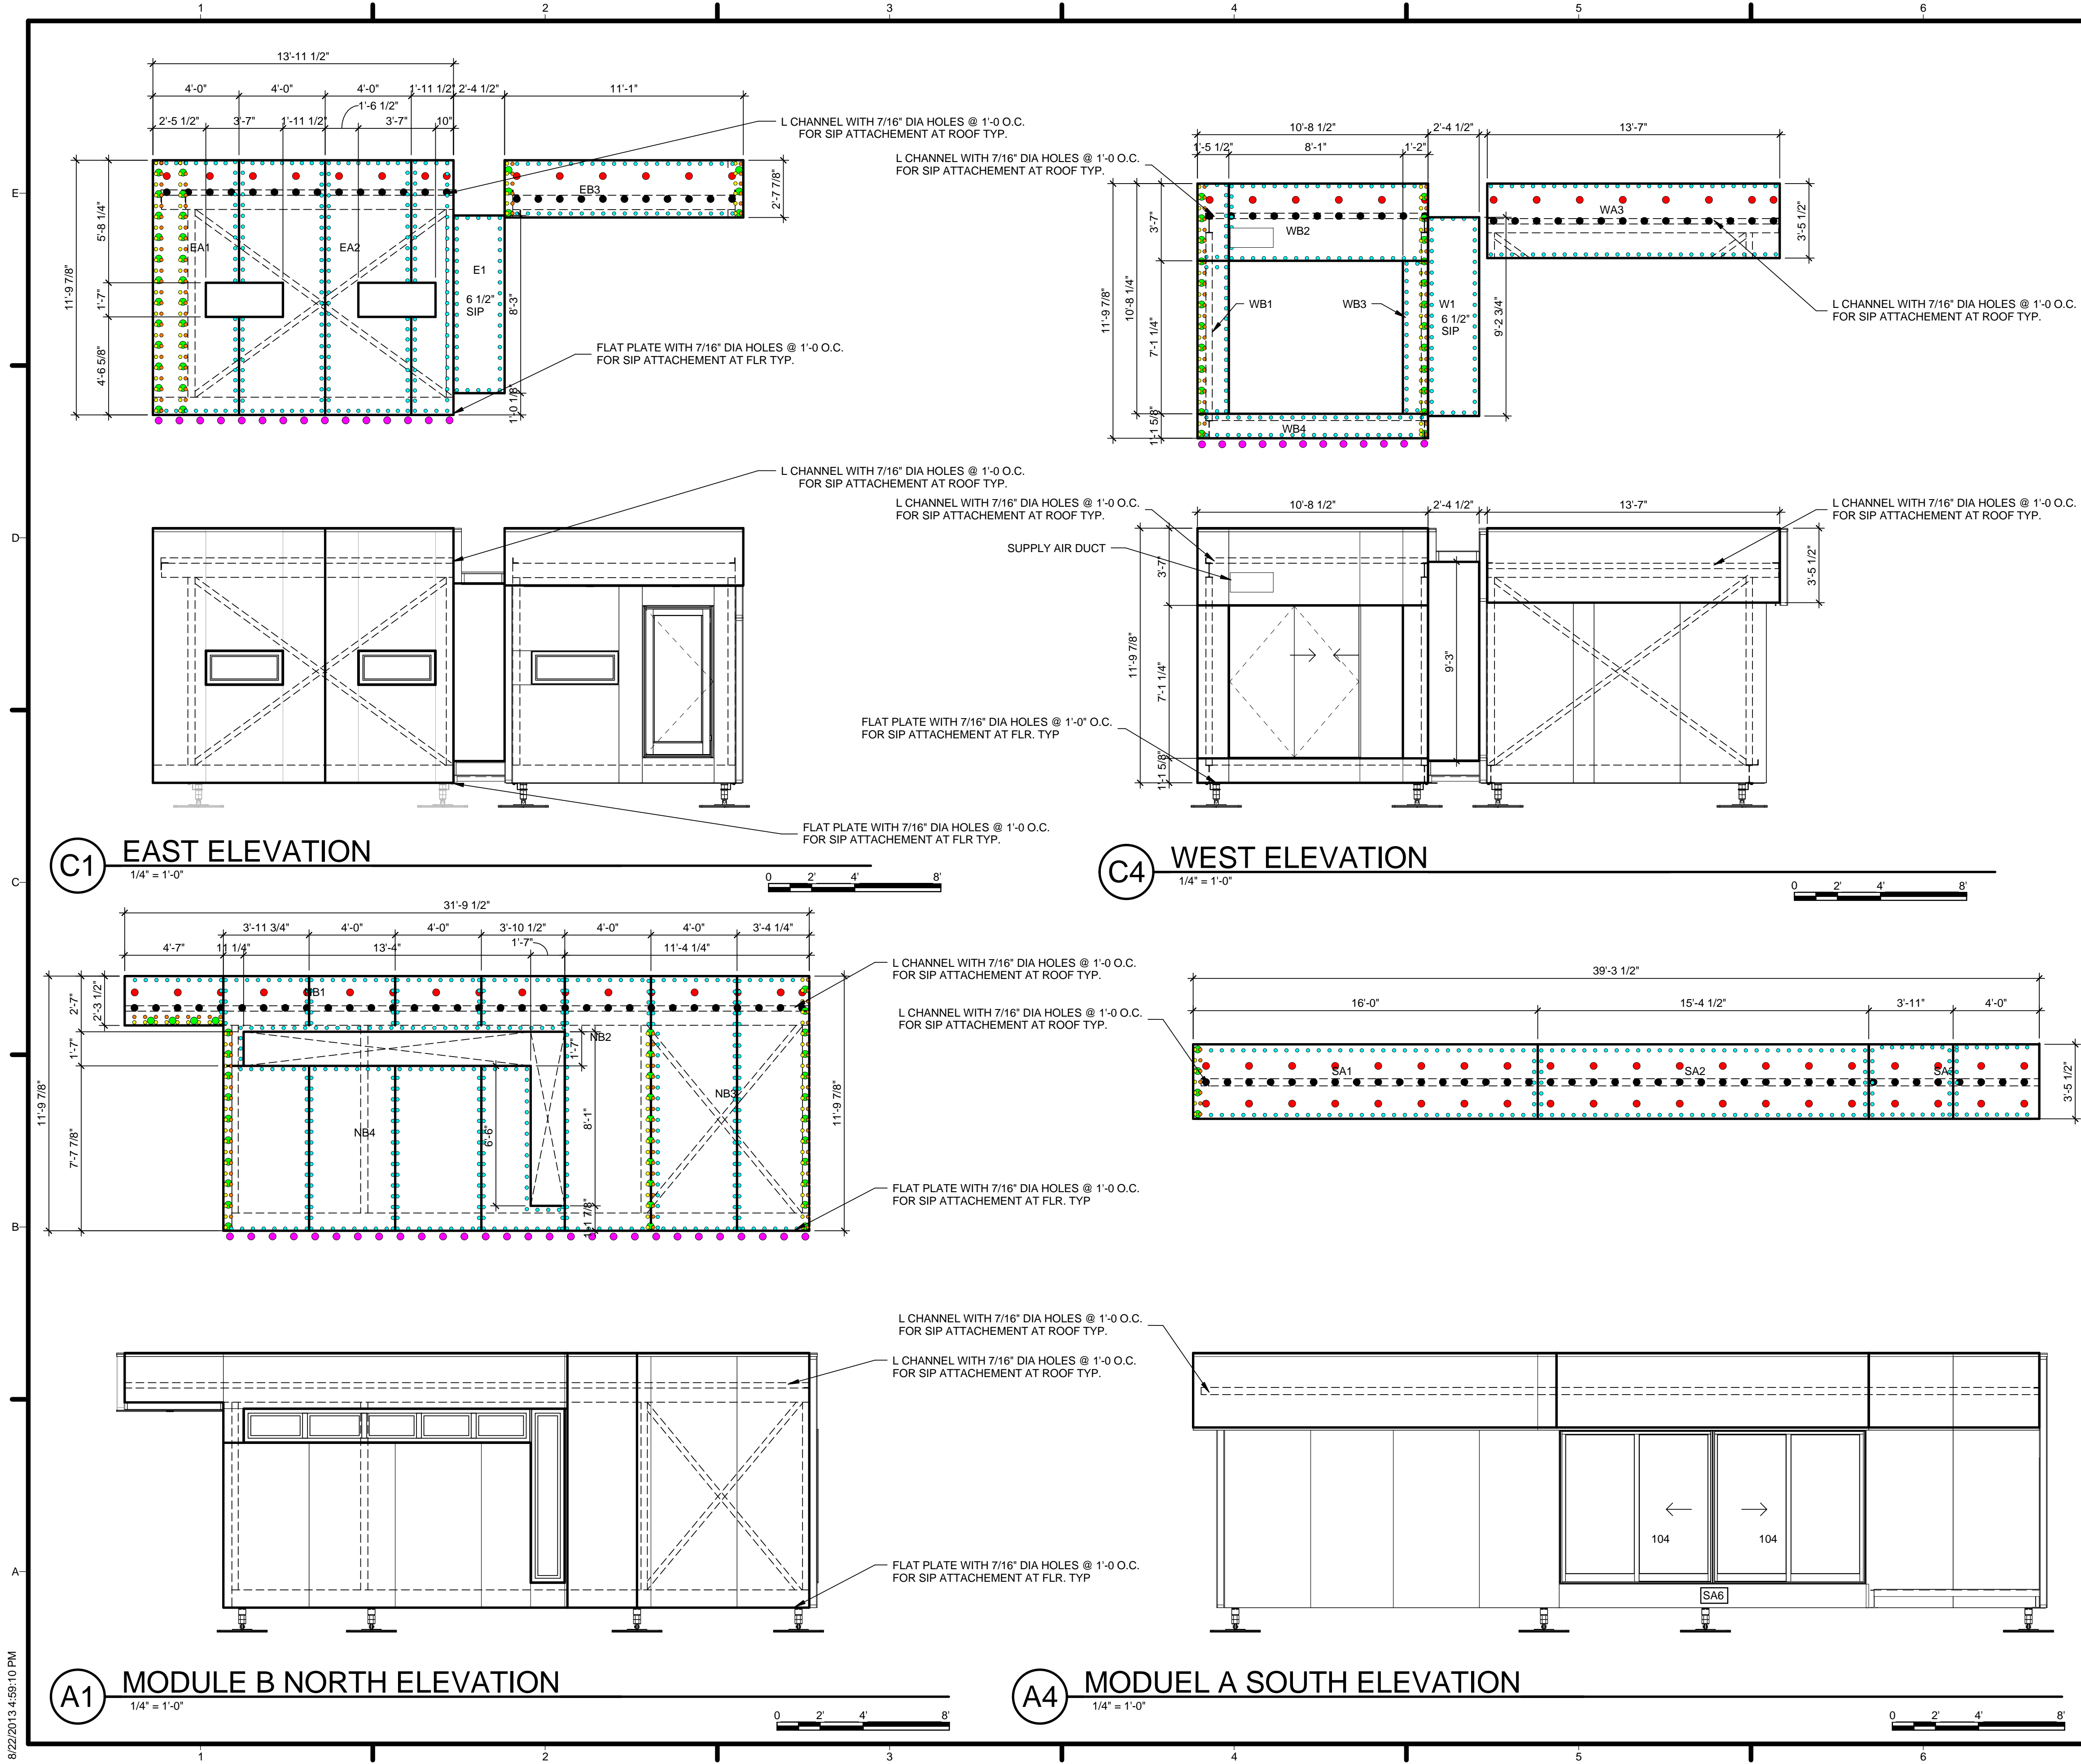 1 2 3 4 5 6
13'-11 1/2"
4'-0" 4'-0" 4'-0" 1'-11 1/2" 2'-4 1/2" 11'-1"
1'-6 1/2"
2'-5 1/2" 3'-7" 1'-11 1/2" 3'-7" 10"
L CHANNEL WITH 7/16" DIA HOLES @ 1'-0 O.C.
FOR SIP ATTACHEMENT AT ROOF TYP.
E
EB3
2'-7 7/8"
5'-8 1/4"
EA1 EA2
E1
6 1/2"
SIP
8'-3"
11'-9 7/8"
1'-7"
4'-6 5/8"
1'-0 1/8"
FLAT PLATE WITH 7/16" DIA HOLES @ 1'-0 O.C.
FOR SIP ATTACHEMENT AT FLR TYP.
10'-8 1/2" 2'-4 1/2" 13'-7"
1'-5 1/2" 8'-1" 1'-2"
L CHANNEL WITH 7/16" DIA HOLES @ 1'-0 O.C.
FOR SIP ATTACHEMENT AT ROOF TYP.
3'-7"
WB2
WA3
3'-5 1/2"
11'-9 7/8"
10'-8 1/4"
7'-1 1/4"
WB1 WB3
W1
6 1/2"
SIP
9'-2 3/4"
1'-1 5/8"
WB4
L CHANNEL WITH 7/16" DIA HOLES @ 1'-0 O.C.
FOR SIP ATTACHEMENT AT ROOF TYP.
L CHANNEL WITH 7/16" DIA HOLES @ 1'-0 O.C.
FOR SIP ATTACHEMENT AT ROOF TYP.
D
FLAT PLATE WITH 7/16" DIA HOLES @ 1'-0 O.C.
FOR SIP ATTACHEMENT AT FLR TYP.
C1 EAST ELEVATION
1/4" = 1'-0"
0 2' 4' 8'
L CHANNEL WITH 7/16" DIA HOLES @ 1'-0 O.C.
FOR SIP ATTACHEMENT AT ROOF TYP.
10'-8 1/2" 2'-4 1/2" 13'-7"
L CHANNEL WITH 7/16" DIA HOLES @ 1'-0 O.C.
FOR SIP ATTACHEMENT AT ROOF TYP.
SUPPLY AIR DUCT
3'-7"
3'-5 1/2"
11'-9 7/8"
7'-1 1/4"
9'-3"
FLAT PLATE WITH 7/16" DIA HOLES @ 1'-0" O.C.
FOR SIP ATTACHEMENT AT FLR. TYP
1'-1 5/8"
C4 WEST ELEVATION
1/4" = 1'-0"
0 2' 4' 8'
C
31'-9 1/2"
3'-11 3/4" 4'-0" 4'-0" 3'-10 1/2" 4'-0" 4'-0" 3'-4 1/4"
4'-7" 11 1/4" 13'-4" 1'-7" 11'-4 1/4"
L CHANNEL WITH 7/16" DIA HOLES @ 1'-0 O.C.
FOR SIP ATTACHEMENT AT ROOF TYP.
2'-7"
2'-3 1/2"
NB1
NB2
1'-7"
1'-7"
NB3
NB4
11'-9 7/8"
7'-7 7/8"
6'-6"
8'-1"
1'-1 7/8"
11'-9 7/8"
FLAT PLATE WITH 7/16" DIA HOLES @ 1'-0 O.C.
FOR SIP ATTACHEMENT AT FLR. TYP
B
39'-3 1/2"
16'-0" 15'-4 1/2" 3'-11" 4'-0"
L CHANNEL WITH 7/16" DIA HOLES @ 1'-0 O.C.
FOR SIP ATTACHEMENT AT ROOF TYP.
SA1 SA2
3'-5 1/2"
L CHANNEL WITH 7/16" DIA HOLES @ 1'-0 O.C.
FOR SIP ATTACHEMENT AT ROOF TYP.
L CHANNEL WITH 7/16" DIA HOLES @ 1'-0 O.C.
FOR SIP ATTACHEMENT AT ROOF TYP.
FLAT PLATE WITH 7/16" DIA HOLES @ 1'-0 O.C.
FOR SIP ATTACHEMENT AT FLR. TYP
A
104 104
SA6
A1 MODULE B NORTH ELEVATION
1/4" = 1'-0"
0 2' 4' 8'
A4 MODUEL A SOUTH ELEVATION
1/4" = 1'-0"
0 2' 4' 8'
8/22/2013 4:59:10 PM
1 2 3 4 5 6